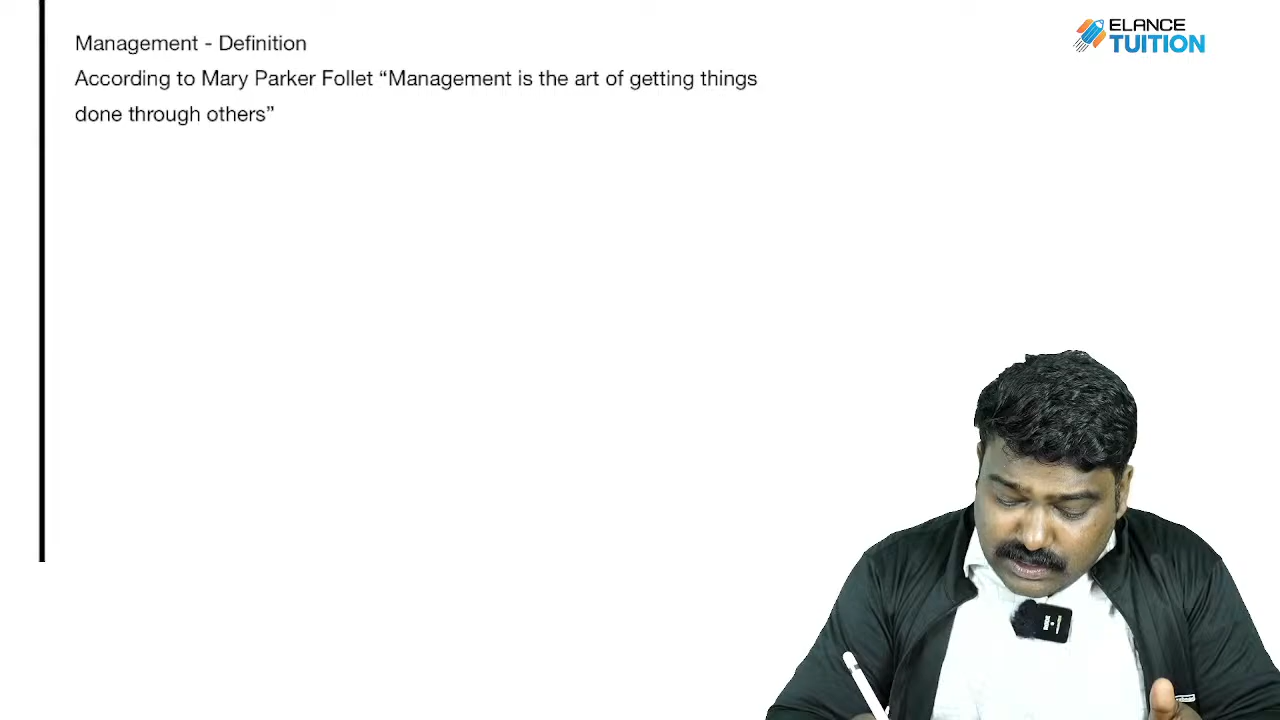 Management - Definition
According to Mary Parker Follet “Management is the art of getting things
done through others”
ELANCE
TUITION